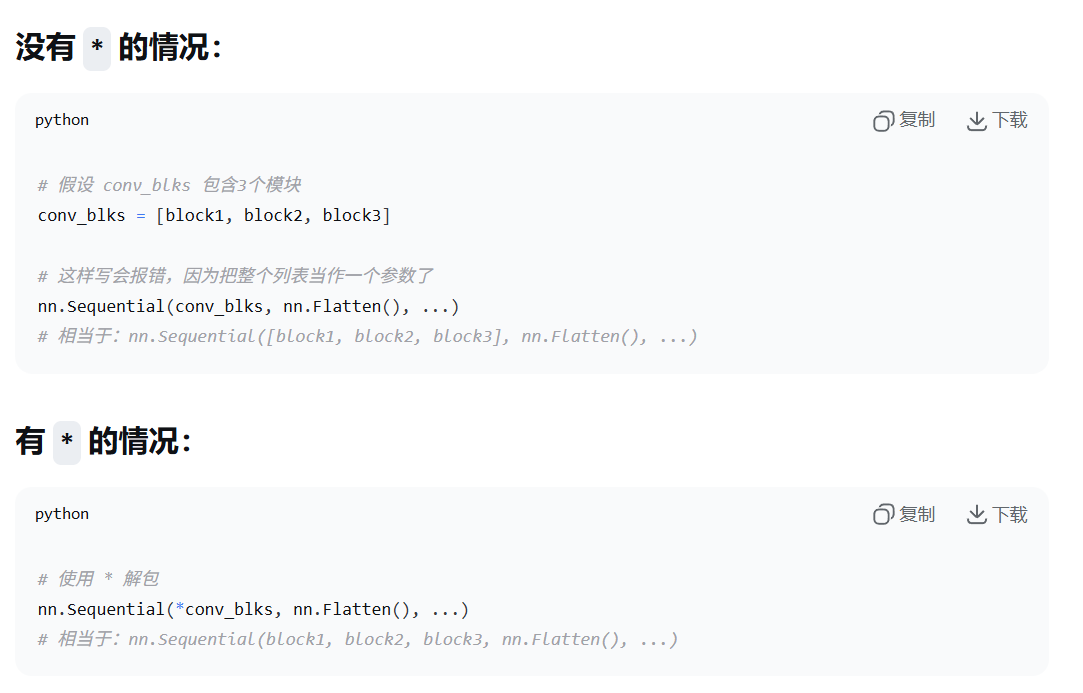 没有 * 的情况：
python 复制 下载
# 假设 conv_blks 包含3个模块
conv_blks = [block1, block2, block3]
# 这样写会报错，因为把整个列表当作一个参数了
nn.Sequential(conv_blks, nn.Flatten(), ...)
# 相当于：nn.Sequential([block1, block2, block3], nn.Flatten(), ...)
有 * 的情况：
python 复制 下载
# 使用 * 解包
nn.Sequential(*conv_blks, nn.Flatten(), ...)
# 相当于：nn.Sequential(block1, block2, block3, nn.Flatten(), ...)